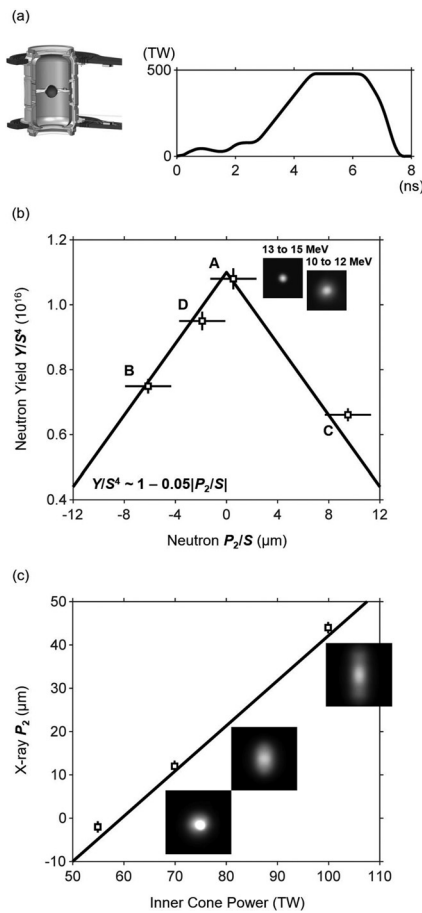 (a)
(TW)
500
0
0 2 4 6 8
(ns)
(b)
Neutron Yield Y/S⁴ (10¹⁶)
1.2
1.0
0.8
0.6
0.4
A
13 to 15 MeV
10 to 12 MeV
D
B
C
Y/S⁴ ~ 1 – 0.05|P₂/S|
-12 -8 -4 0 4 8 12
Neutron P₂/S (µm)
(c)
X-ray P₂ (µm)
50
40
30
20
10
0
-10
50 60 70 80 90 100 110
Inner Cone Power (TW)